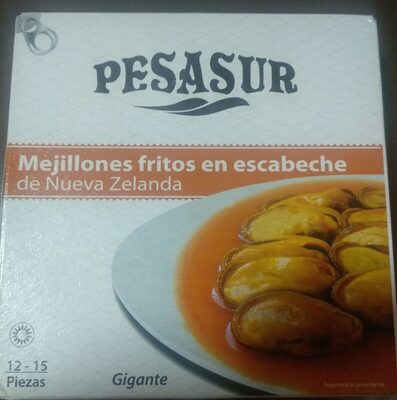 PESASUR
Mejillones fritos en escabeche
de Nueva Zelanda
12 - 15
Piezas
Gigante
Sugerencia de presentación